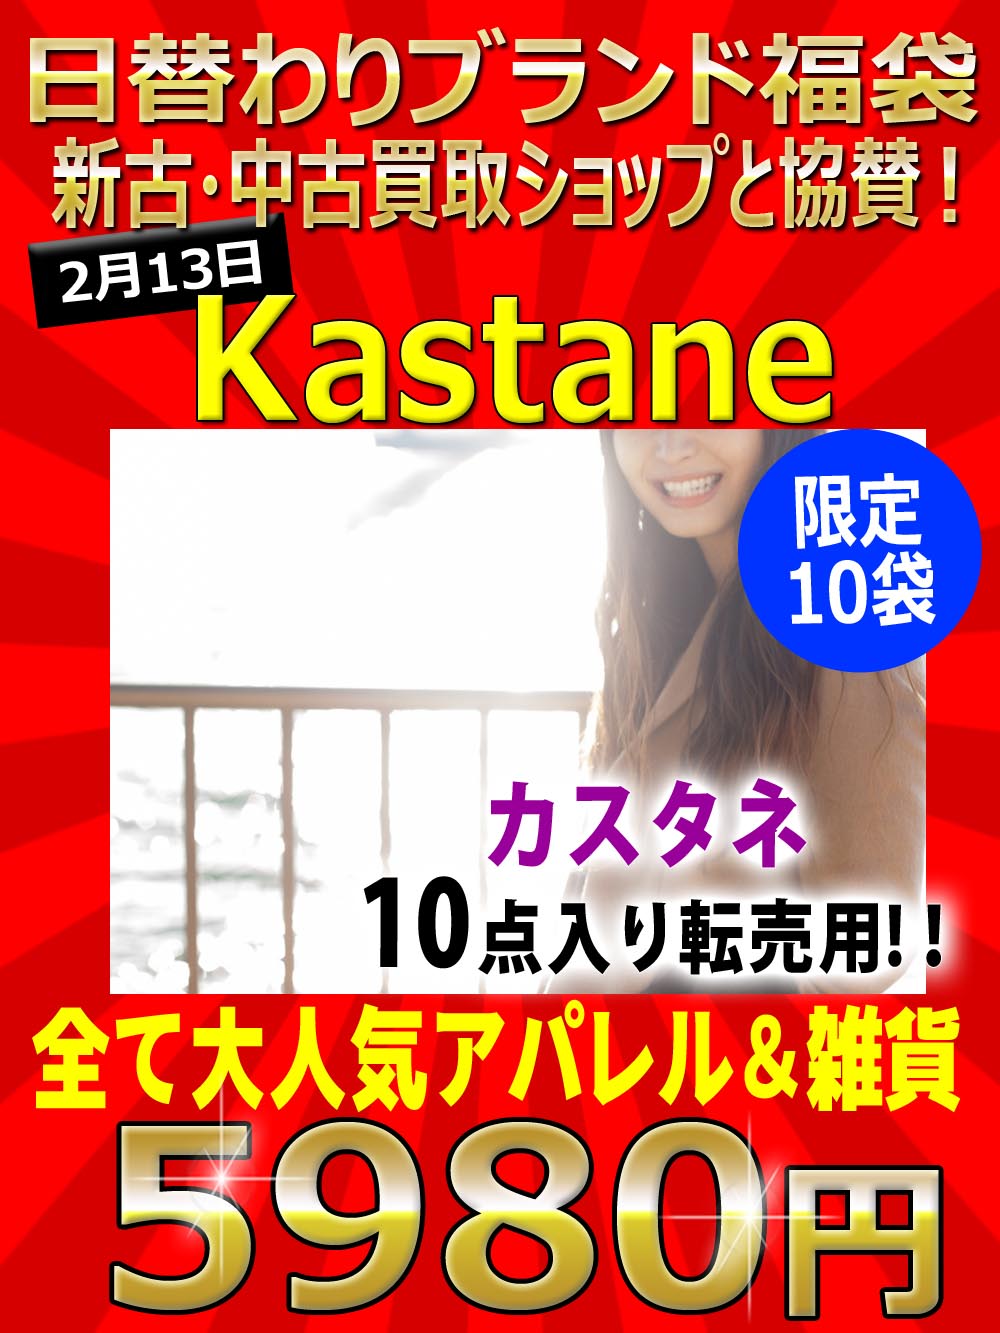 日替わりブランド福袋
新古・中古買取ショップと協賛！
2月13日
Kastane
限定
10袋
カスタネ
10点入り転売用!!
全て大人気アパレル＆雑貨
5980円